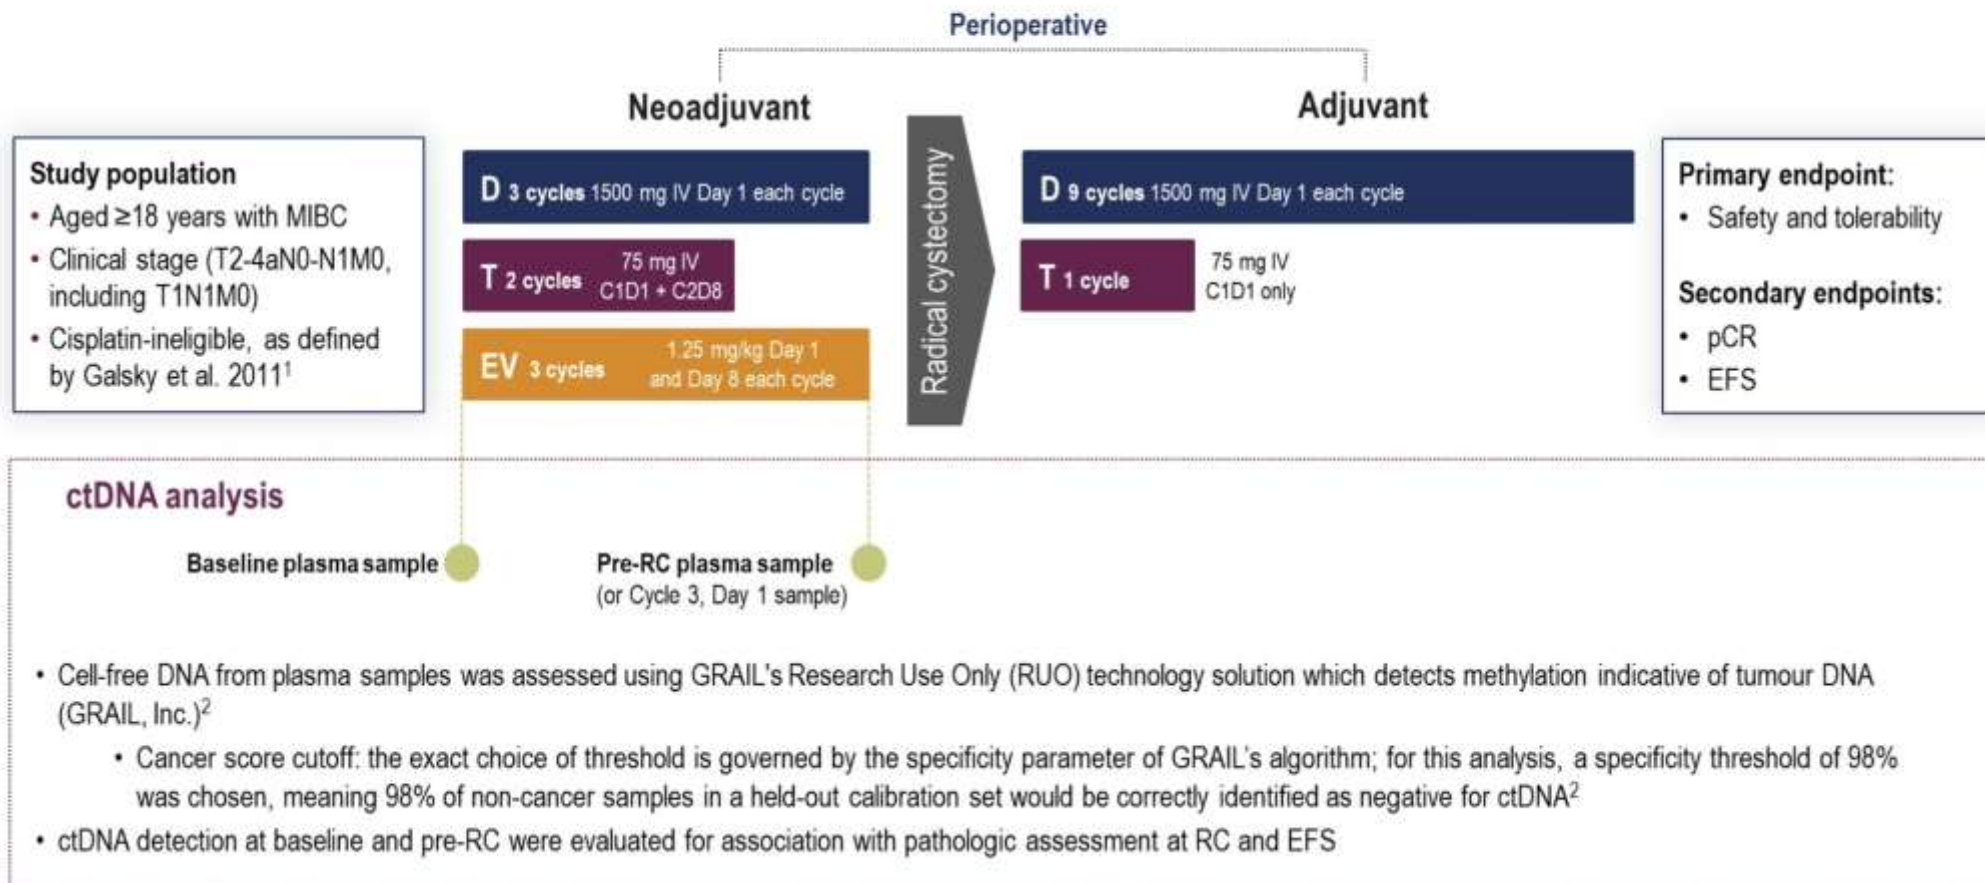 Perioperative
Neoadjuvant
Adjuvant
Study population
• Aged ≥18 years with MIBC
• Clinical stage (T2-4aN0-N1M0,
including T1N1M0)
• Cisplatin-ineligible, as defined
by Galsky et al. 2011¹
D 3 cycles 1500 mg IV Day 1 each cycle
T 2 cycles
75 mg IV
C1D1 + C2D8
EV 3 cycles
1.25 mg/kg Day 1
and Day 8 each cycle
Radical cystectomy
D 9 cycles 1500 mg IV Day 1 each cycle
T 1 cycle
75 mg IV
C1D1 only
Primary endpoint:
• Safety and tolerability
Secondary endpoints:
• pCR
• EFS
ctDNA analysis
Baseline plasma sample
Pre-RC plasma sample
(or Cycle 3, Day 1 sample)
• Cell-free DNA from plasma samples was assessed using GRAIL's Research Use Only (RUO) technology solution which detects methylation indicative of tumour DNA
(GRAIL, Inc.)²
• Cancer score cutoff: the exact choice of threshold is governed by the specificity parameter of GRAIL's algorithm; for this analysis, a specificity threshold of 98%
was chosen, meaning 98% of non-cancer samples in a held-out calibration set would be correctly identified as negative for ctDNA²
• ctDNA detection at baseline and pre-RC were evaluated for association with pathologic assessment at RC and EFS